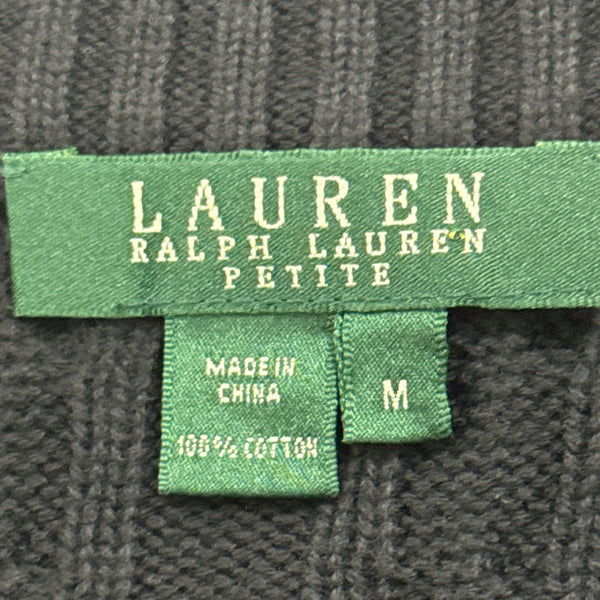 LAUREN
RALPH LAUREN
PETITE
MADE IN
CHINA
100% COTTON
M